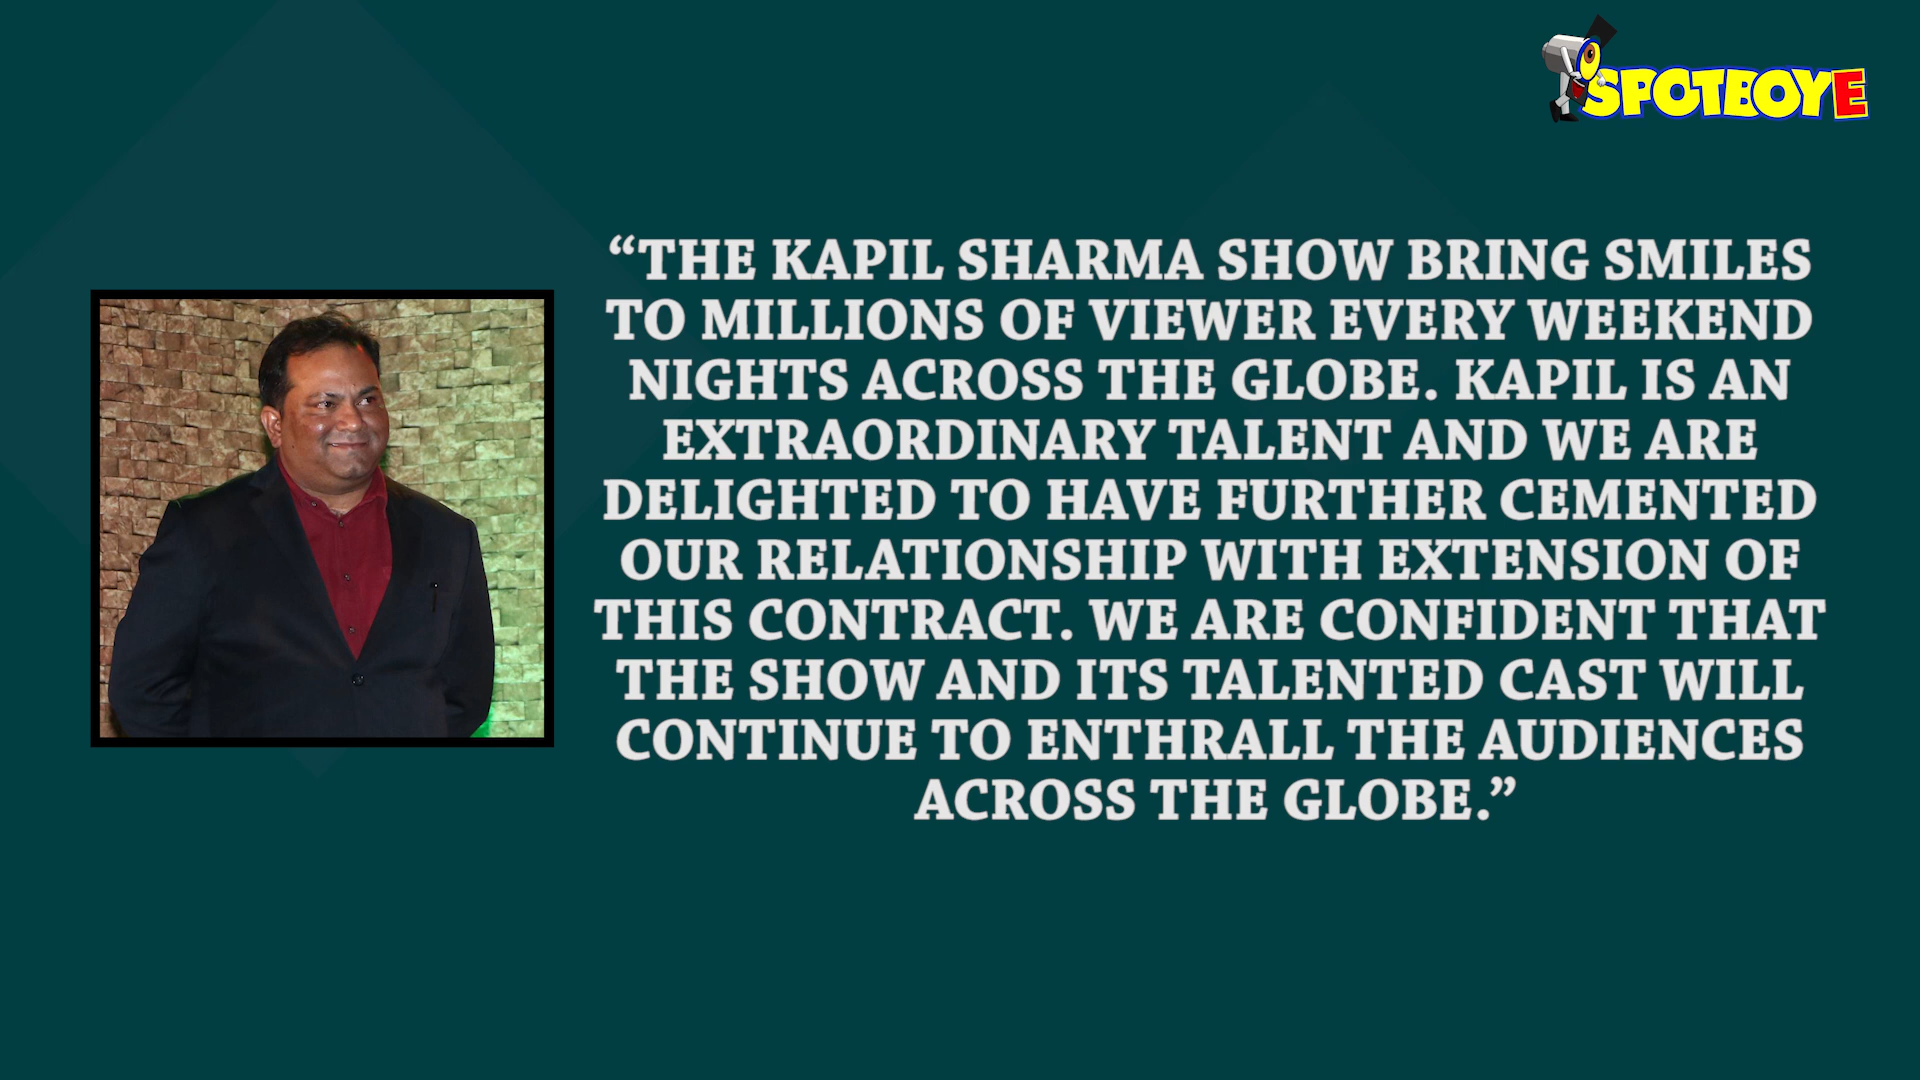 SPOTBOYE
“THE KAPIL SHARMA SHOW BRING SMILES
TO MILLIONS OF VIEWER EVERY WEEKEND
NIGHTS ACROSS THE GLOBE. KAPIL IS AN
EXTRAORDINARY TALENT AND WE ARE
DELIGHTED TO HAVE FURTHER CEMENTED
OUR RELATIONSHIP WITH EXTENSION OF
THIS CONTRACT. WE ARE CONFIDENT THAT
THE SHOW AND ITS TALENTED CAST WILL
CONTINUE TO ENTHRALL THE AUDIENCES
ACROSS THE GLOBE.”